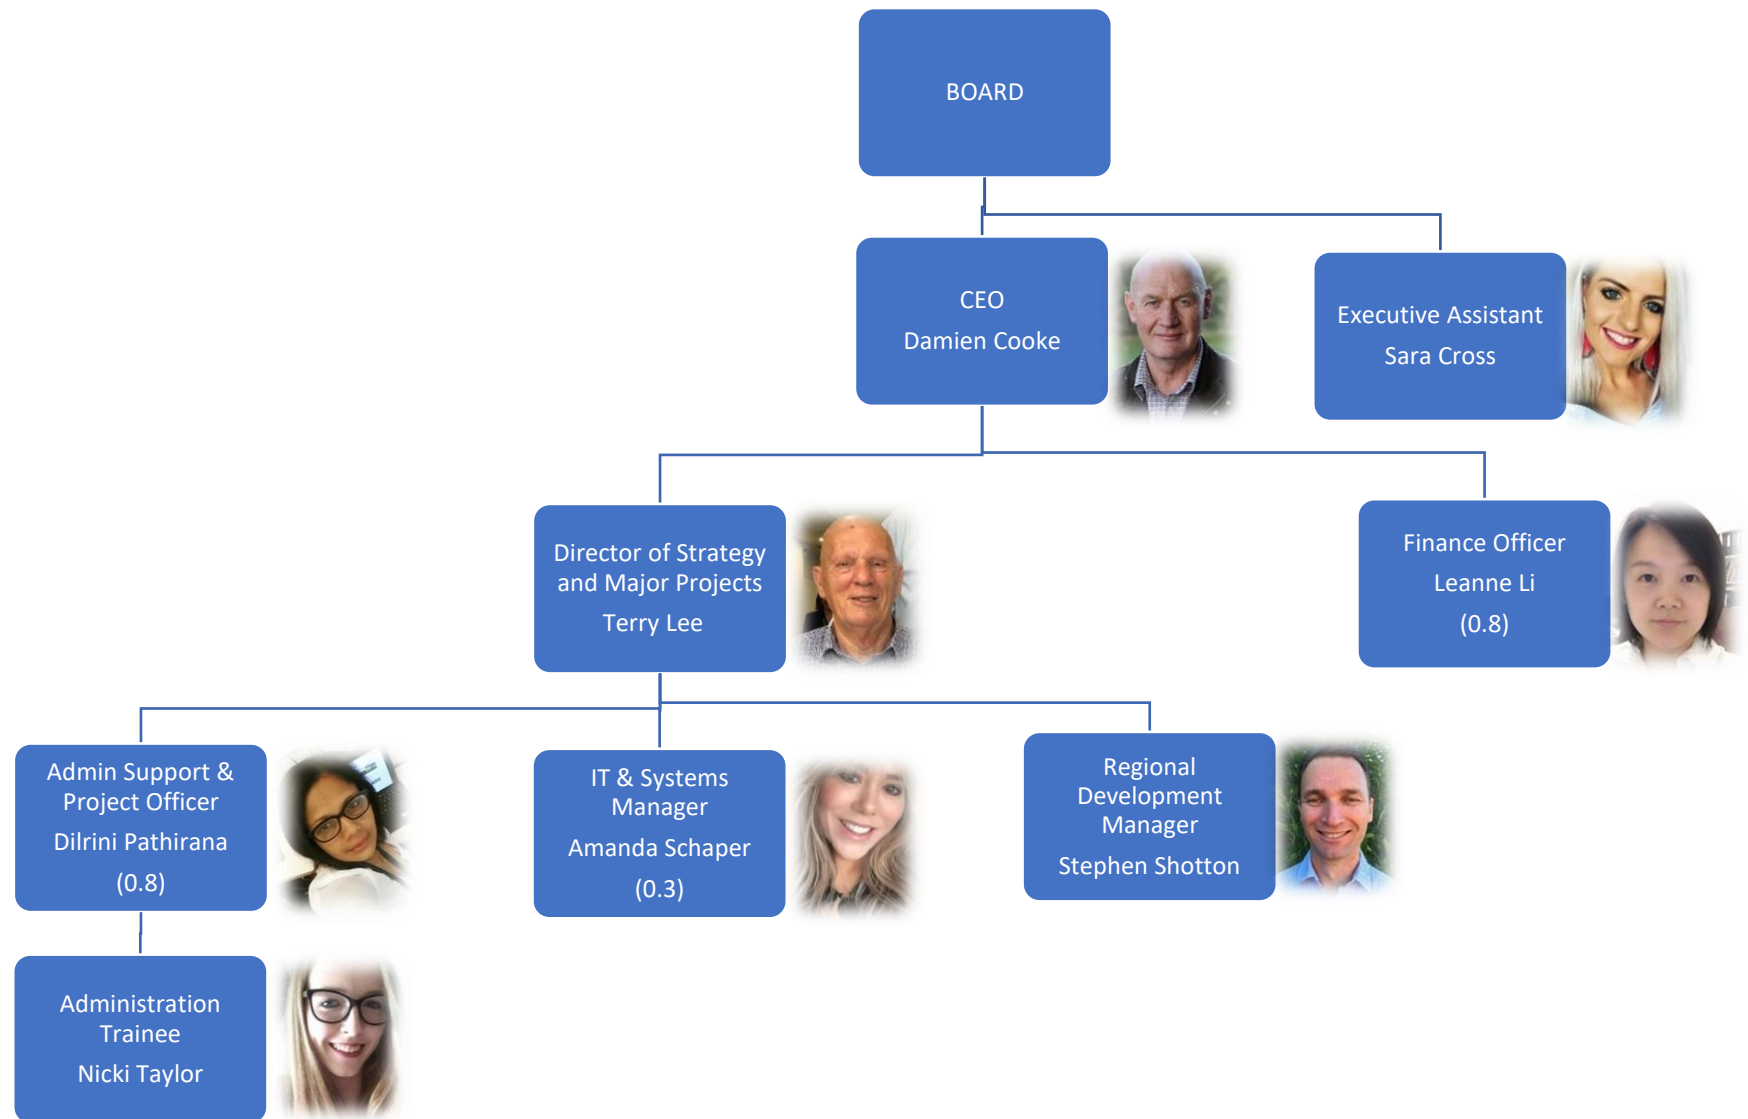 BOARD
CEO
Damien Cooke
Executive Assistant
Sara Cross
Director of Strategy
and Major Projects
Terry Lee
Finance Officer
Leanne Li
(0.8)
Admin Support &
Project Officer
Dilrini Pathirana
(0.8)
IT & Systems
Manager
Amanda Schaper
(0.3)
Regional
Development
Manager
Stephen Shotton
Administration
Trainee
Nicki Taylor